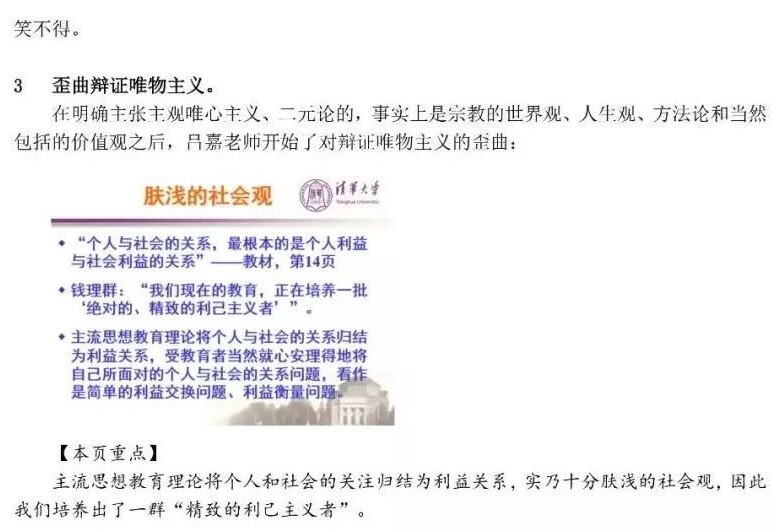 笑不得。
3 歪曲辩证唯物主义。
在明确主张主观唯心主义、二元论的，事实上是宗教的世界观、人生观、方法论和当然
包括的价值观之后，吕嘉老师开始了对辩证唯物主义的歪曲：
肤浅的社会观
清华大学
Tsinghua University
“个人与社会的关系，最根本的是个人利益
与社会利益的关系”——教材，第14页
钱理群：“我们现在的教育，正在培养一批
‘绝对的、精致的利己主义者’”。
主流思想教育理论将个人与社会的关系归结
为利益关系，受教育者当然就心安理得地将
自己所面对的个人与社会的关系问题，看作
是简单的利益交换问题、利益衡量问题。
【本页重点】
主流思想教育理论将个人和社会的关注归结为利益关系，实乃十分肤浅的社会观，因此
我们培养出了一群“精致的利己主义者”。